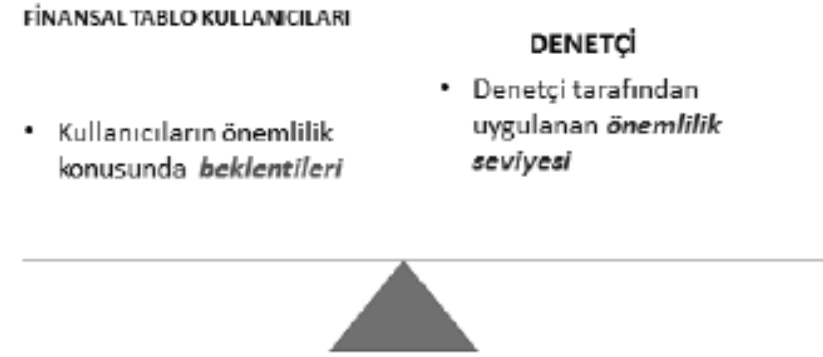 FİNANSAL TABLO KULLANICILARI
• Kullanıcıların önemlilik
konusunda beklentileri
DENETÇİ
• Denetçi tarafından
uygulanan önemlilik
seviyesi